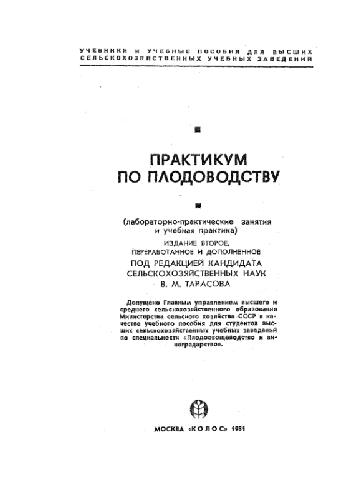 УЧЕБНИКИ И УЧЕБНЫЕ ПОСОБИЯ ДЛЯ ВЫСШИХ
СЕЛЬСКОХОЗЯЙСТВЕННЫХ УЧЕБНЫХ ЗАВЕДЕНИЙ
ПРАКТИКУМ
ПО ПЛОДОВОДСТВУ
(лабораторно-практические занятия
и учебная практика)
ИЗДАНИЕ ВТОРОЕ,
ПЕРЕРАБОТАННОЕ И ДОПОЛНЕННОЕ
ПОД РЕДАКЦИЕЙ КАНДИДАТА
СЕЛЬСКОХОЗЯЙСТВЕННЫХ НАУК
В. М. ТАРАСОВА
Допущено Главным управлением высшего и
среднего сельскохозяйственного образования
Министерства сельского хозяйства СССР в ка-
честве учебного пособия для студентов выс-
ших сельскохозяйственных учебных заведений
по специальности «Плодоовощеводство и ви-
ноградарство».
МОСКВА «КОЛОС» 1981